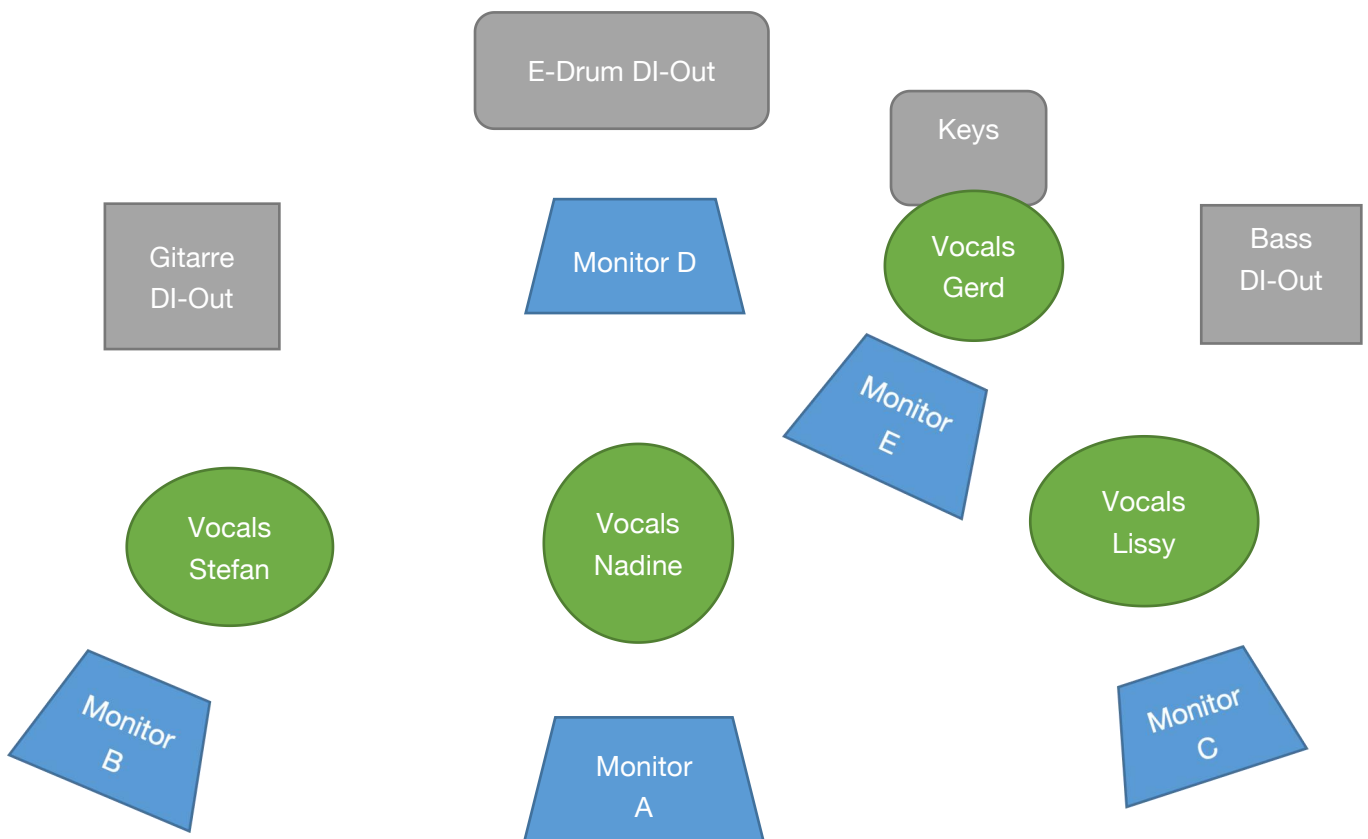 E-Drum DI-Out
Keys
Gitarre
DI-Out
Monitor D
Vocals
Gerd
Bass
DI-Out
Monitor
E
Vocals
Stefan
Vocals
Nadine
Vocals
Lissy
Monitor
B
Monitor
A
Monitor
C